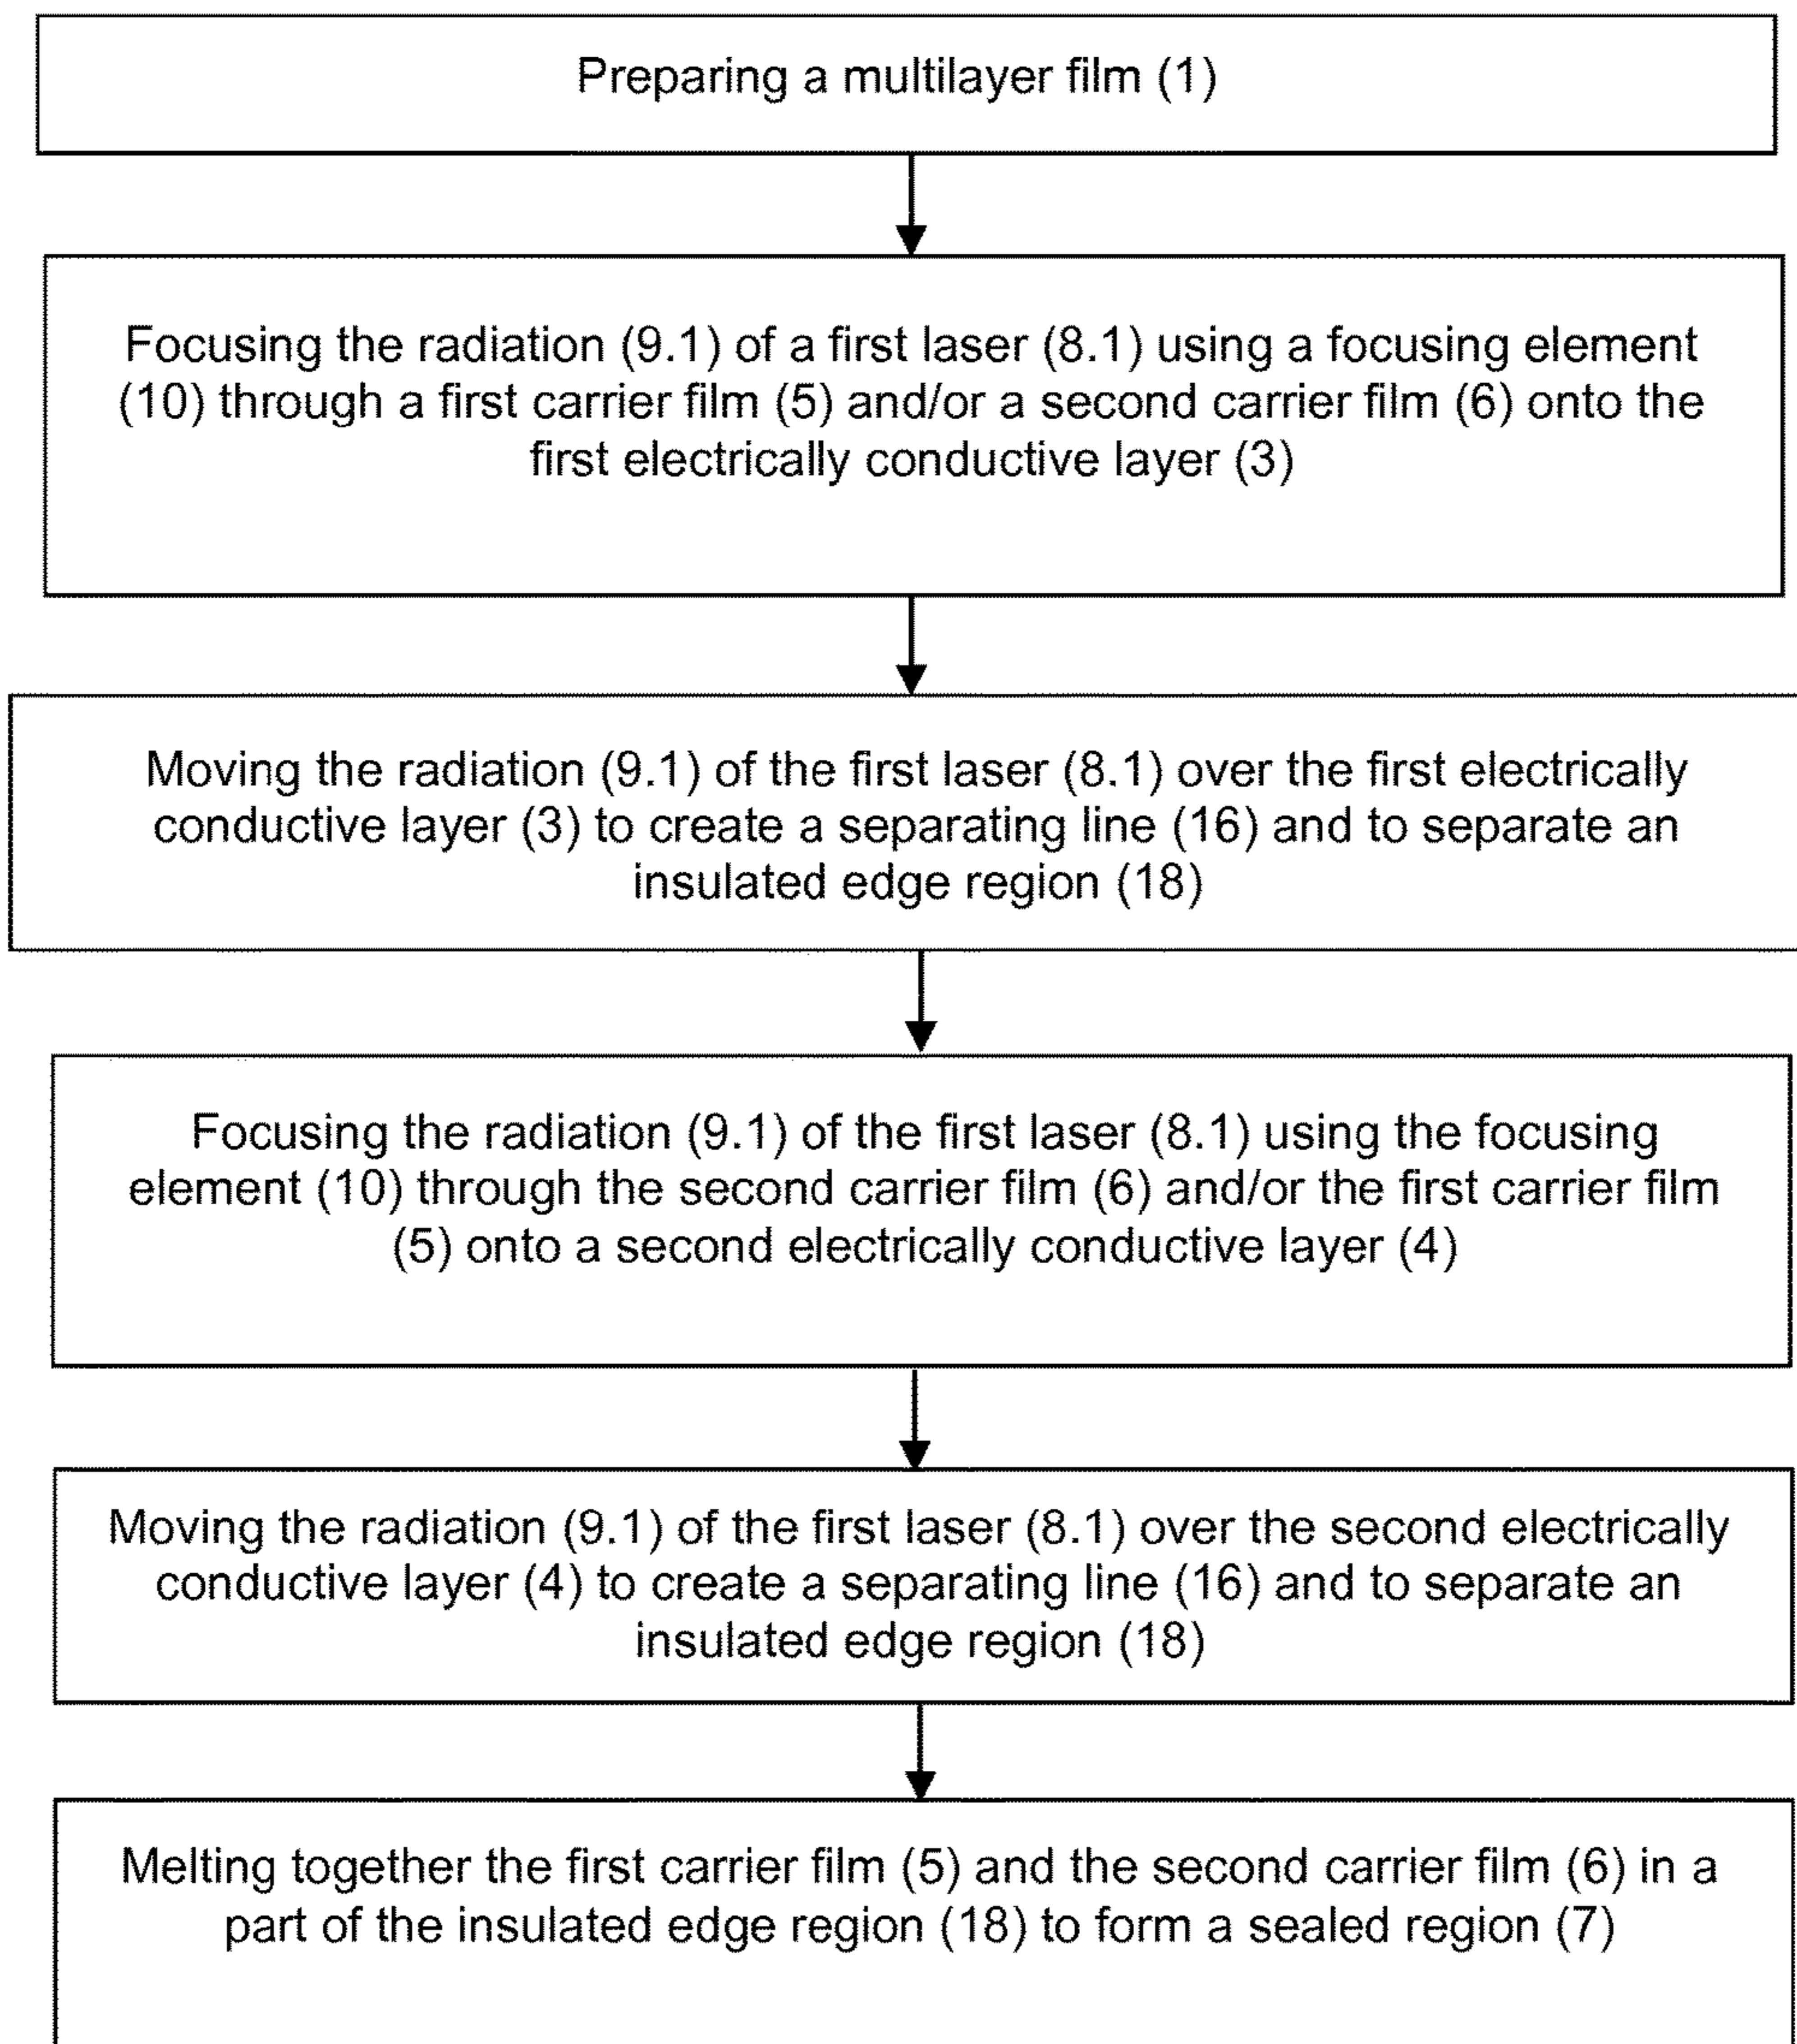 Preparing a multilayer film (1)
Focusing the radiation (9.1) of a first laser (8.1) using a focusing element
(10) through a first carrier film (5) and/or a second carrier film (6) onto the
first electrically conductive layer (3)
Moving the radiation (9.1) of the first laser (8.1) over the first electrically
conductive layer (3) to create a separating line (16) and to separate an
insulated edge region (18)
Focusing the radiation (9.1) of the first laser (8.1) using the focusing
element (10) through the second carrier film (6) and/or the first carrier film
(5) onto a second electrically conductive layer (4)
Moving the radiation (9.1) of the first laser (8.1) over the second electrically
conductive layer (4) to create a separating line (16) and to separate an
insulated edge region (18)
Melting together the first carrier film (5) and the second carrier film (6) in a
part of the insulated edge region (18) to form a sealed region (7)